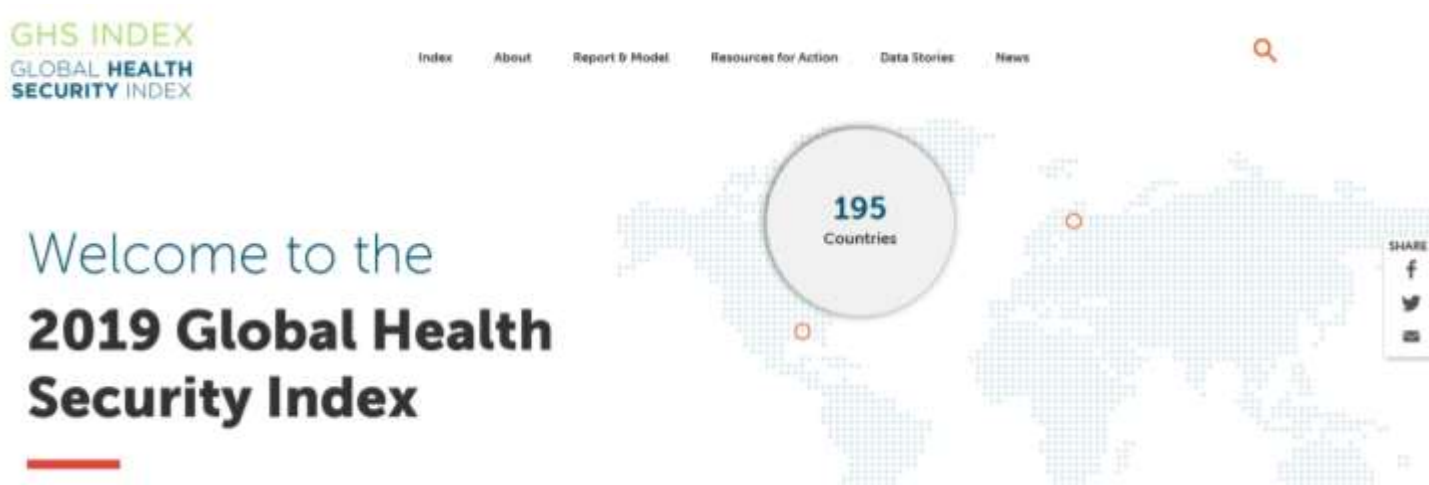 GHS INDEX
GLOBAL HEALTH
SECURITY INDEX
Index About Report & Model Resources for Action Data Stories News
195
Countries
SHARE
Welcome to the
2019 Global Health
Security Index